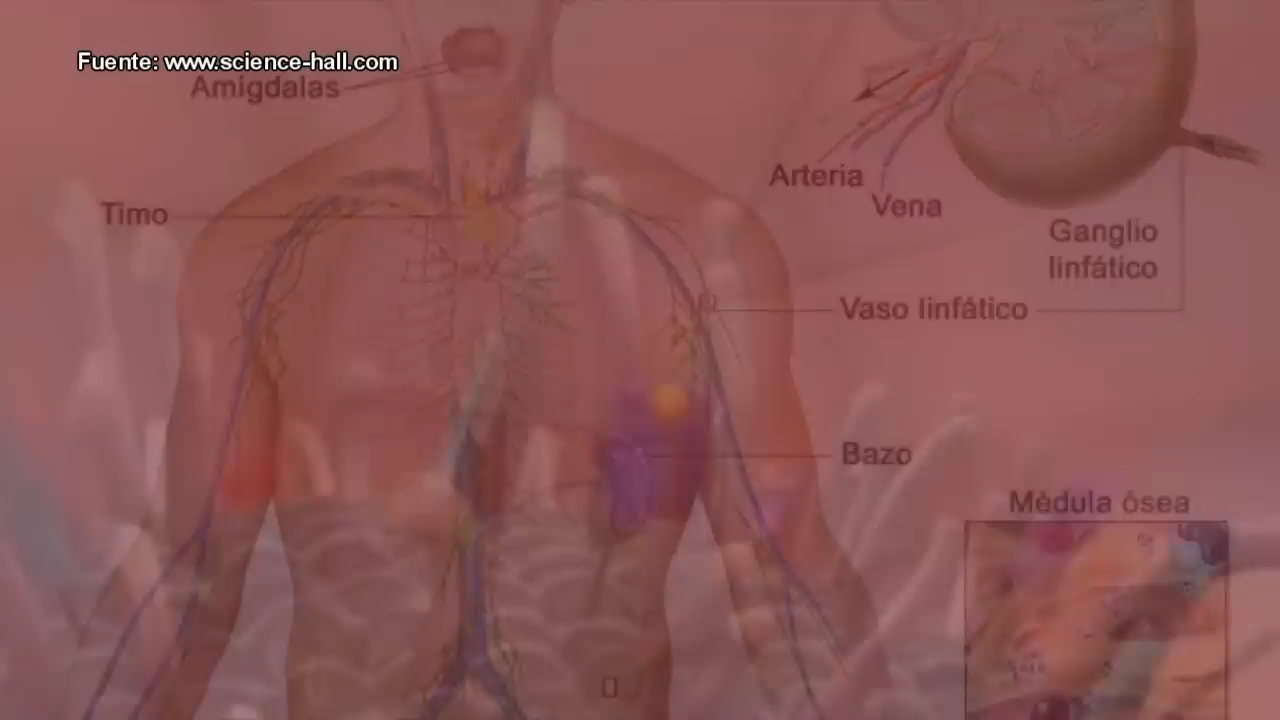 Fuente: www.science-hall.com
Amigdalas
Timo
Arteria
Vena
Ganglio
linfático
Vaso linfático
Bazo
Médula ósea